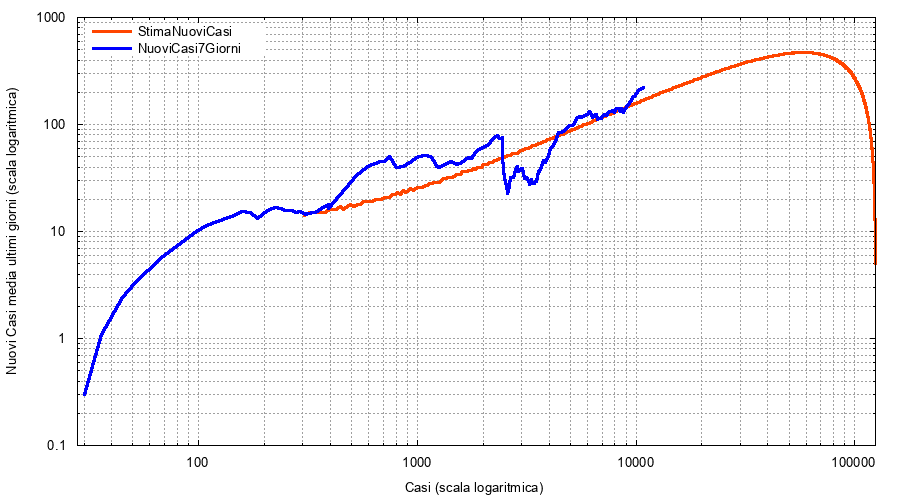 1000
StimaNuoviCasi
NuoviCasi7Giorni
100
10
1
0.1
Nuovi Casi media ultimi giorni (scala logaritmica)
100 1000 10000 100000
Casi (scala logaritmica)